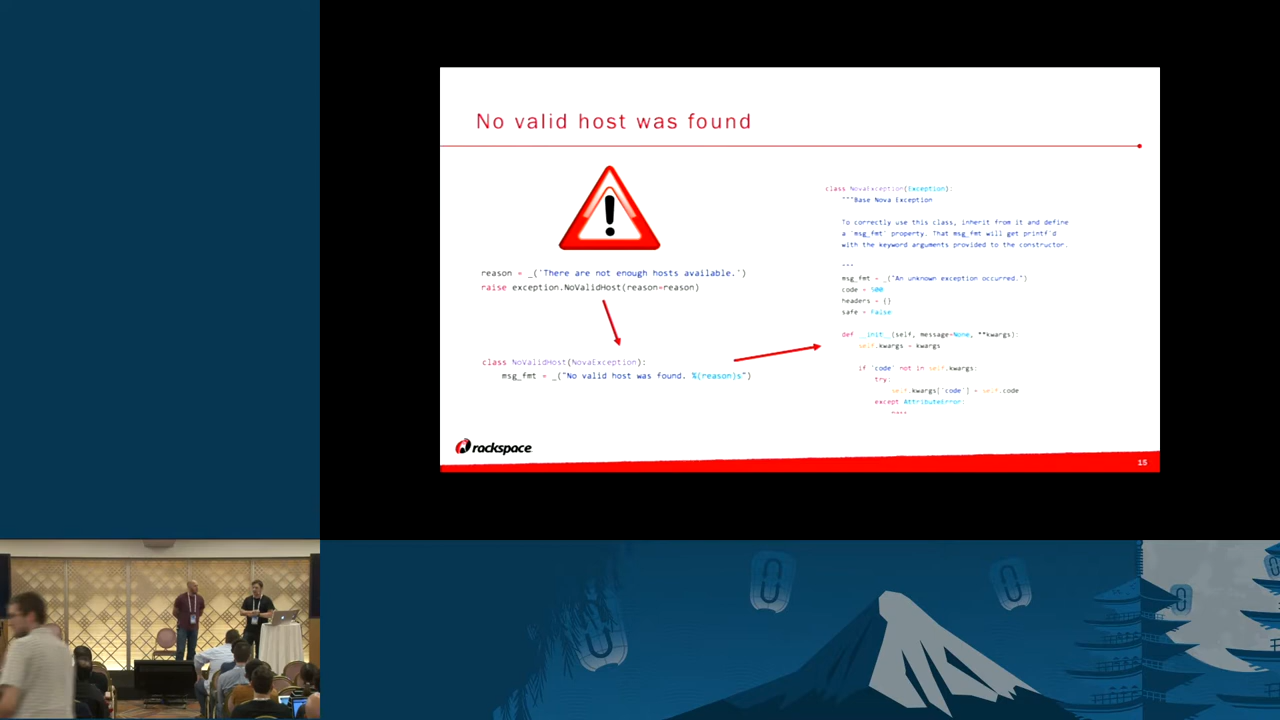 No valid host was found
reason = _('There are not enough hosts available.')
raise exception.NoValidHost(reason=reason)
class NoValidHost(NovaException):
msg_fmt = _("No valid host was found. %(reason)s")
class NovaException(Exception):
"""Base Nova Exception
To correctly use this class, inherit from it and define
a 'msg_fmt' property. That msg_fmt will get printf'd
with the keyword arguments provided to the constructor.
"""
msg_fmt = _("An unknown exception occurred.")
code = 500
headers = {}
safe = False
def __init__(self, message=None, **kwargs):
self.kwargs = kwargs
if 'code' not in self.kwargs:
try:
self.kwargs['code'] = self.code
except AttributeError:
rackspace
15